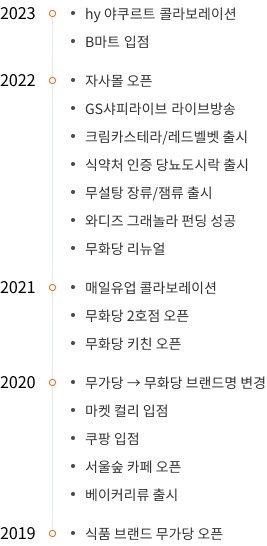 2023 • hy 야쿠르트 콜라보레이션
• B마트 입점
2022 • 자사몰 오픈
• GS샤피라이브 라이브방송
• 크림카스테라/레드벨벳 출시
• 식약처 인증 당뇨도시락 출시
• 무설탕 장류/잼류 출시
• 와디즈 그래놀라 펀딩 성공
• 무화당 리뉴얼
2021 • 매일유업 콜라보레이션
• 무화당 2호점 오픈
• 무화당 키친 오픈
2020 • 무가당 → 무화당 브랜드명 변경
• 마켓 컬리 입점
• 쿠팡 입점
• 서울숲 카페 오픈
• 베이커리류 출시
2019 • 식품 브랜드 무가당 오픈